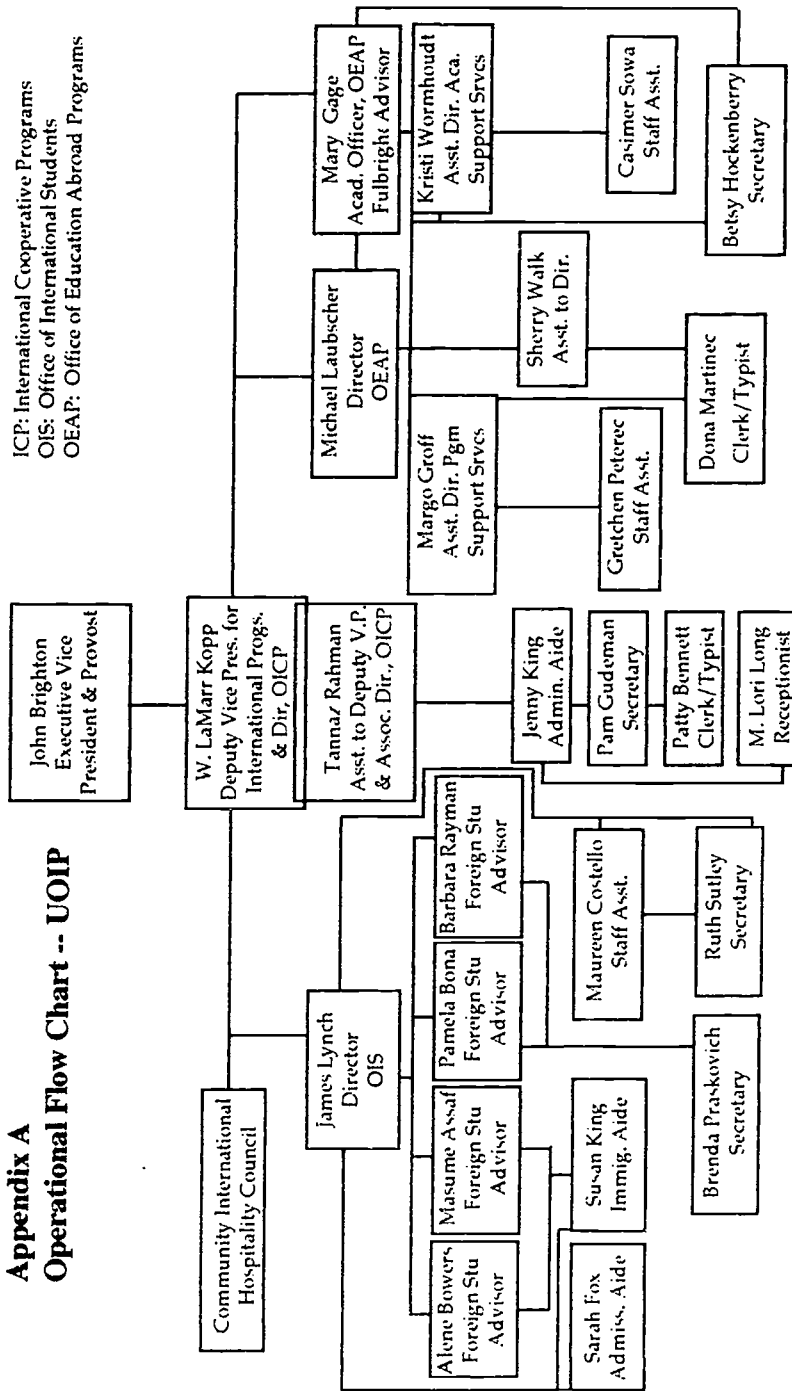 Appendix A
Operational Flow Chart -- UOIP
ICP: International Cooperative Programs
OIS: Office of International Students
OEAP: Office of Education Abroad Programs
John Brighton
Executive Vice
President & Provost
W. LaMarr Kopp
Deputy Vice Pres. for
International Progs.
& Dir, OICP
Tannaz Rahman
Asst. to Deputy V.P.
& Assoc. Dir., OICP
Community International
Hospitality Council
James Lynch
Director
OIS
Michael Laubscher
Director
OEAP
Mary Gage
Acad. Officer, OEAP
Fulbright Advisor
Alene Bowers
Foreign Stu
Advisor
Masume Assaf
Foreign Stu
Advisor
Pamela Bona
Foreign Stu
Advisor
Barbara Rayman
Foreign Stu
Advisor
Margo Groff
Asst. Dir. Pgm
Support Srvcs
Kristi Wormhoudt
Asst. Dir. Aca.
Support Srvcs
Jenny King
Admin. Aide
Pam Gudeman
Secretary
Patty Bennett
Clerk/Typist
M. Lori Long
Receptionist
Sherry Walk
Asst. to Dir.
Sarah Fox
Admiss. Aide
Susan King
Immig. Aide
Maureen Costello
Staff Asst.
Gretchen Peterec
Staff Asst.
Casimer Sowa
Staff Asst.
Brenda Praskovich
Secretary
Ruth Sutley
Secretary
Dona Martinec
Clerk/Typist
Betsy Hockenberry
Secretary